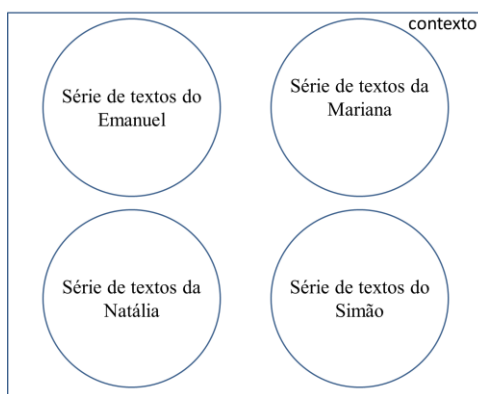 contexto
Série de textos do
Emanuel
Série de textos da
Mariana
Série de textos da
Natália
Série de textos do
Simão